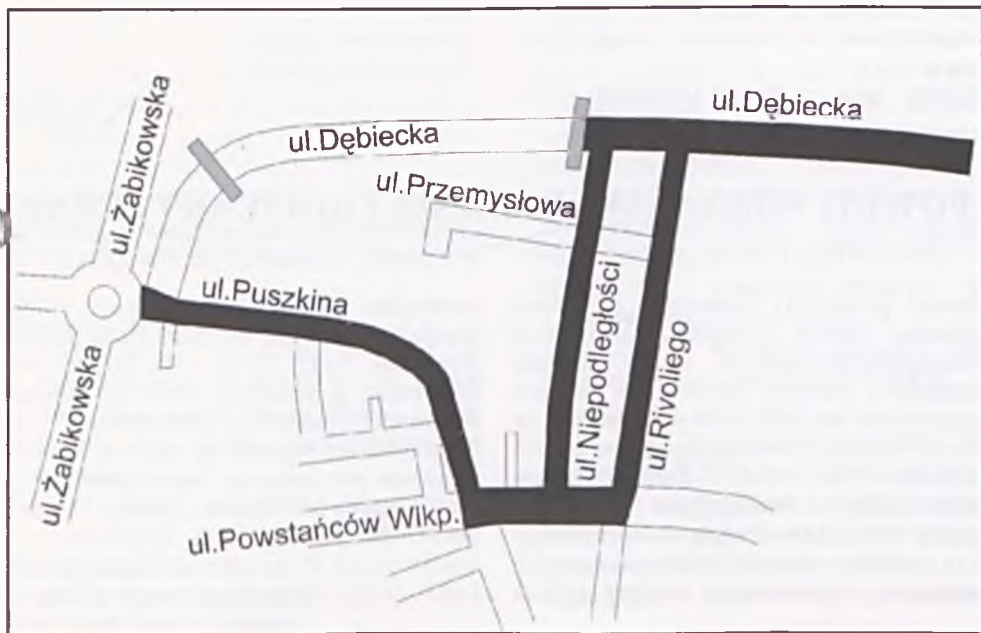 ul.Żabikowska
ul.Dębiecka
ul.Dębiecka
ul.Przemysłowa
ul.Puszkina
ul.Niepodległości
ul.Rivoliego
ul.Żabikowska
ul.Powstańców Wlkp.